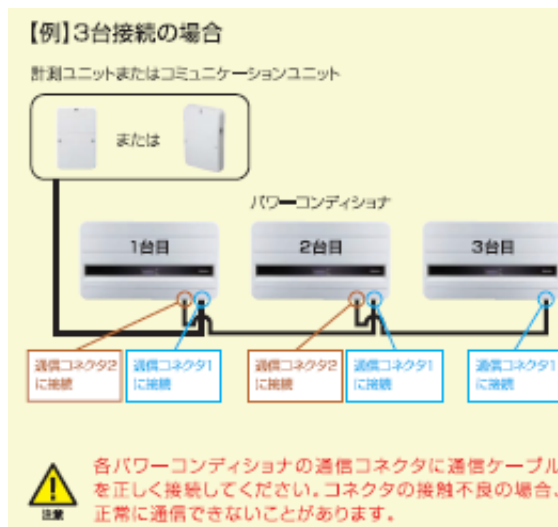 【例】3台接続の場合
計測ユニットまたはコミュニケーションユニット
または
パワーコンディショナ
1台目
2台目
3台目
通信コネクタ2
に接続
通信コネクタ1
に接続
通信コネクタ2
に接続
通信コネクタ1
に接続
通信コネクタ1
に接続
各パワーコンディショナの通信コネクタに通信ケーブル
を正しく接続してください。コネクタの接触不良の場合、
正常に通信できないことがあります。
注意